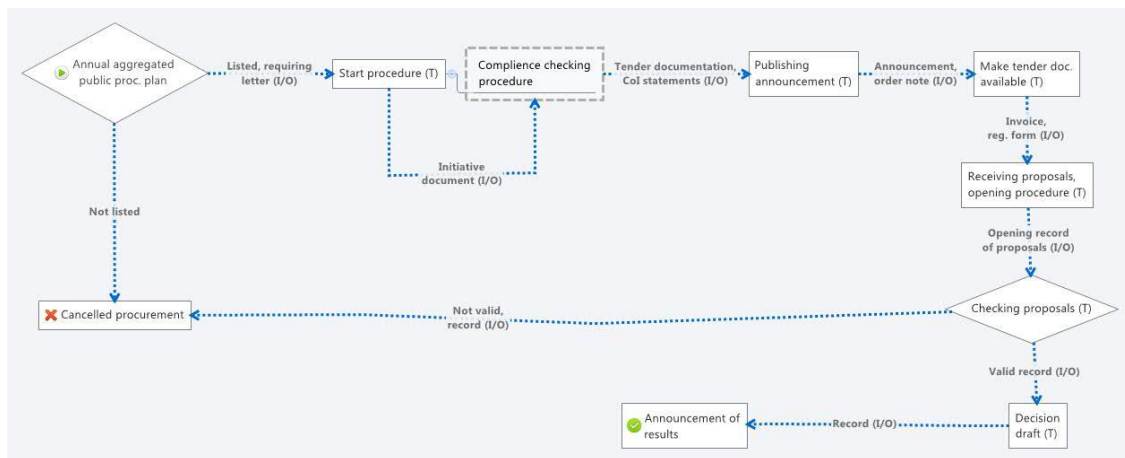 Annual aggregated
public proc. plan
Listed, requiring
letter (I/O)
Start procedure (T)
Complience checking
procedure
Tender documentation,
CoI statements (I/O)
Publishing
announcement (T)
Announcement,
order note (I/O)
Make tender doc.
available (T)
Initiative
document (I/O)
Invoice,
reg. form (I/O)
Receiving proposals,
opening procedure (T)
Not listed
Opening record
of proposals (I/O)
Cancelled procurement
Not valid,
record (I/O)
Checking proposals (T)
Valid record (I/O)
Announcement of
results
Record (I/O)
Decision
draft (T)